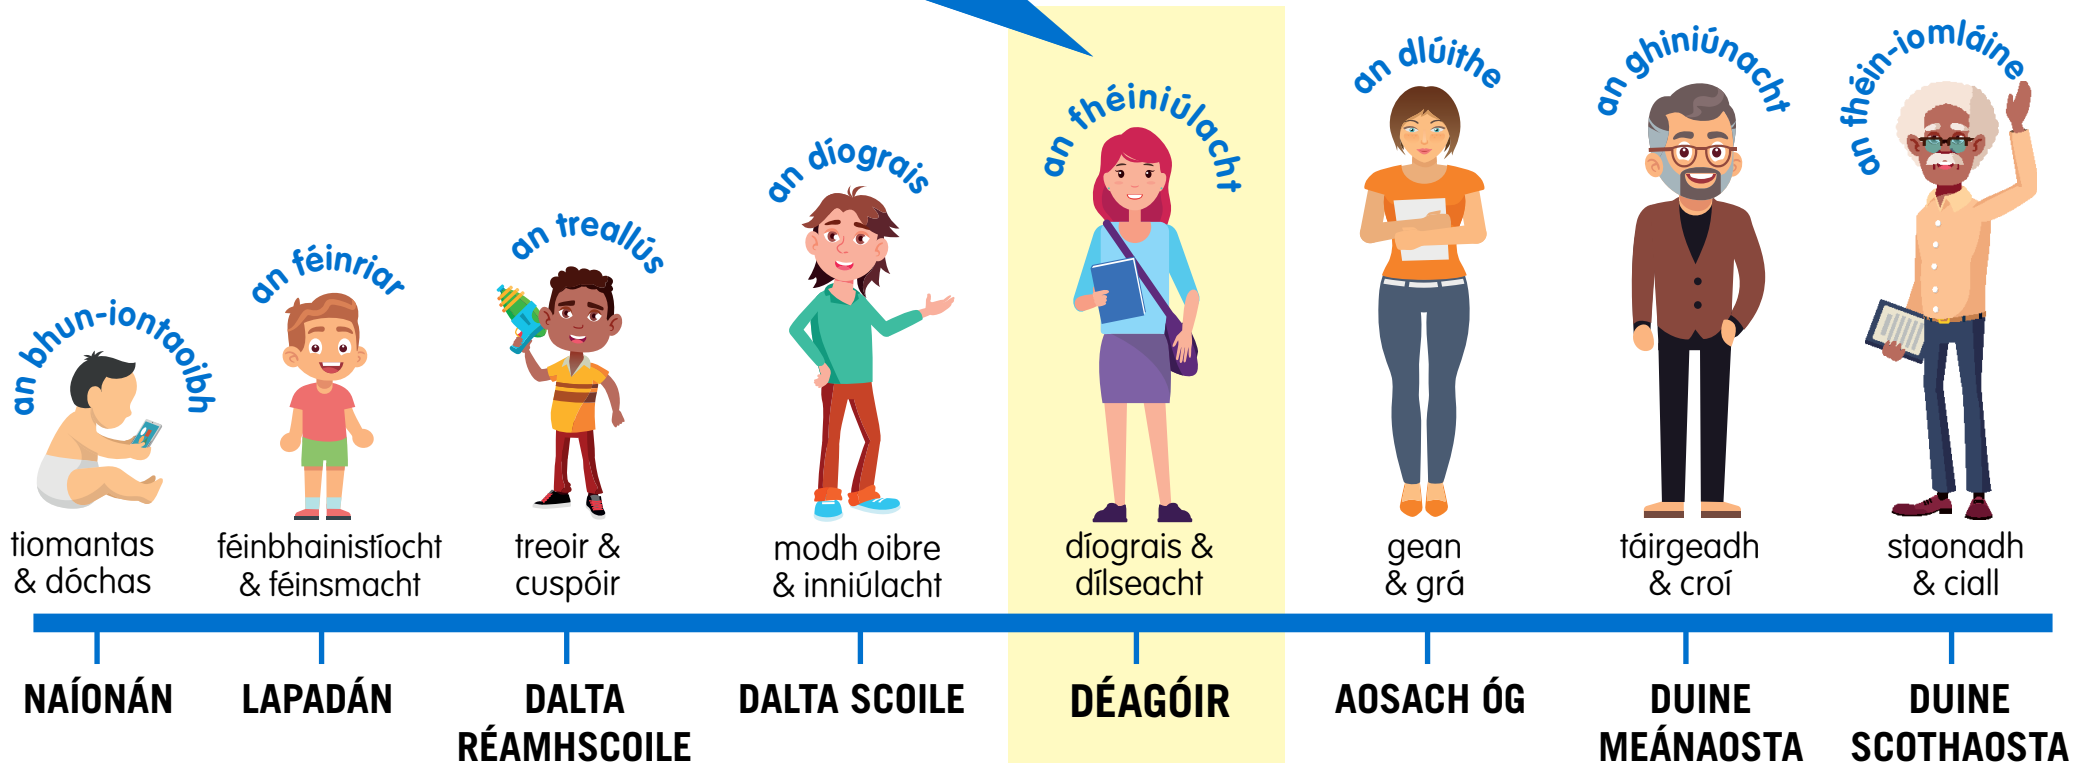 an bhun-iontaoibh
tiomantas
& dóchas
NAÍONÁN
an féinriar
féinbhainistíocht
& féinsmacht
LAPADÁN
an treallús
treoir &
cuspóir
DALTA
RÉAMHSCOILE
an díograis
modh oibre
& inniúlacht
DALTA SCOILE
an fhéiniúlacht
díograis &
dílseacht
DÉAGÓIR
an dlúithe
gean
& grá
AOSACH ÓG
an ghiniúnacht
táirgeadh
& croí
DUINE
MEÁNAOSTA
an fhéin-iomláine
staonadh
& ciall
DUINE
SCOTHAOSTA